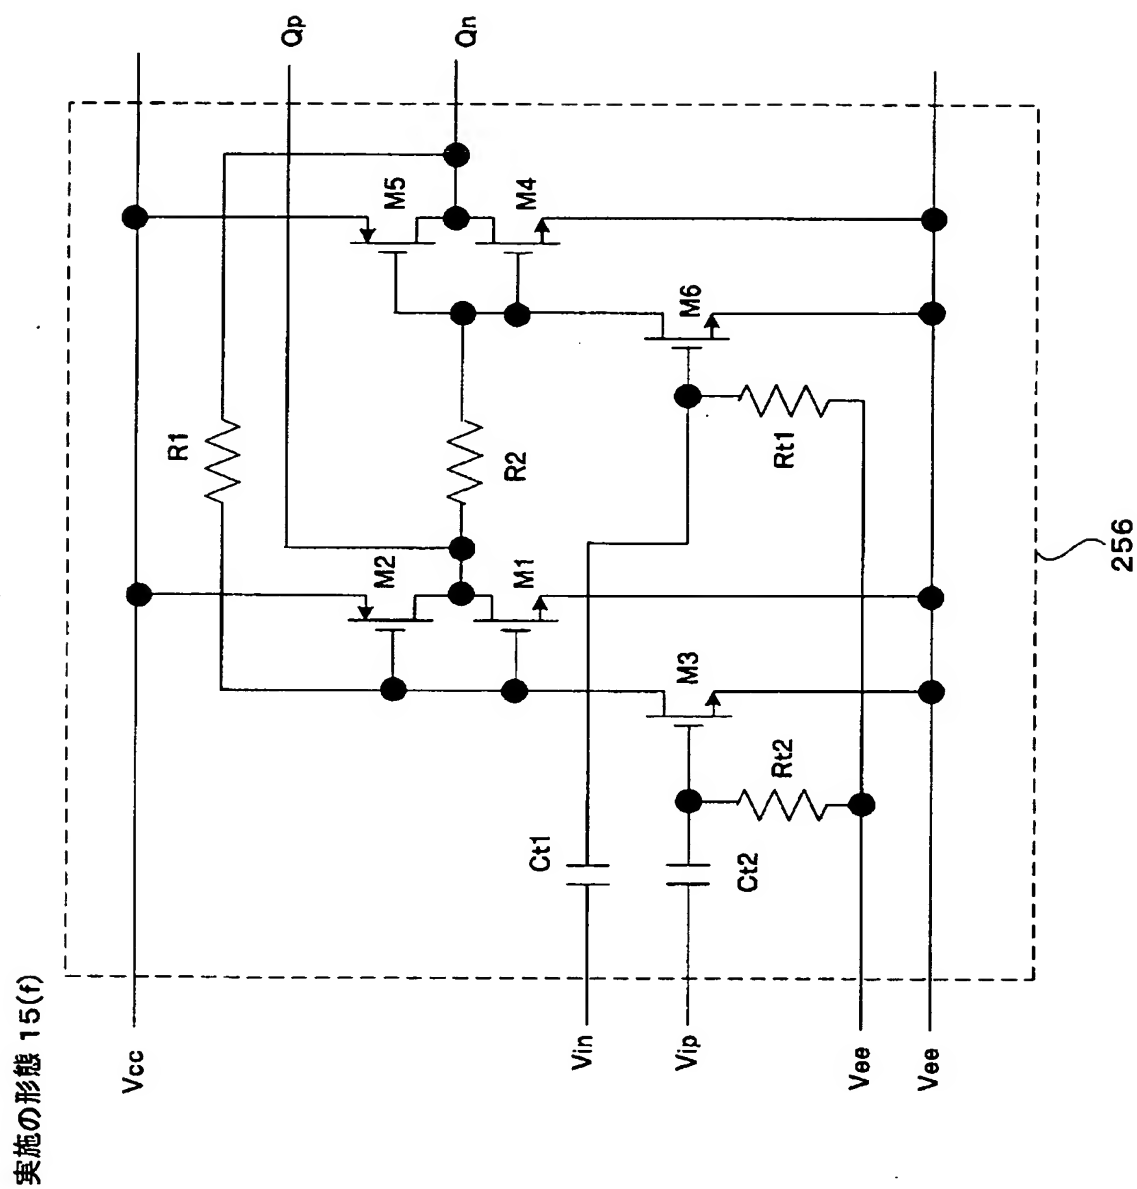 実施の形態 15(f)
Vcc
Vin
Vip
Vee
Vee
Ct1
Ct2
Rt2
M3
M2
M1
R1
R2
Rt1
M6
M5
M4
Qp
Qn
256